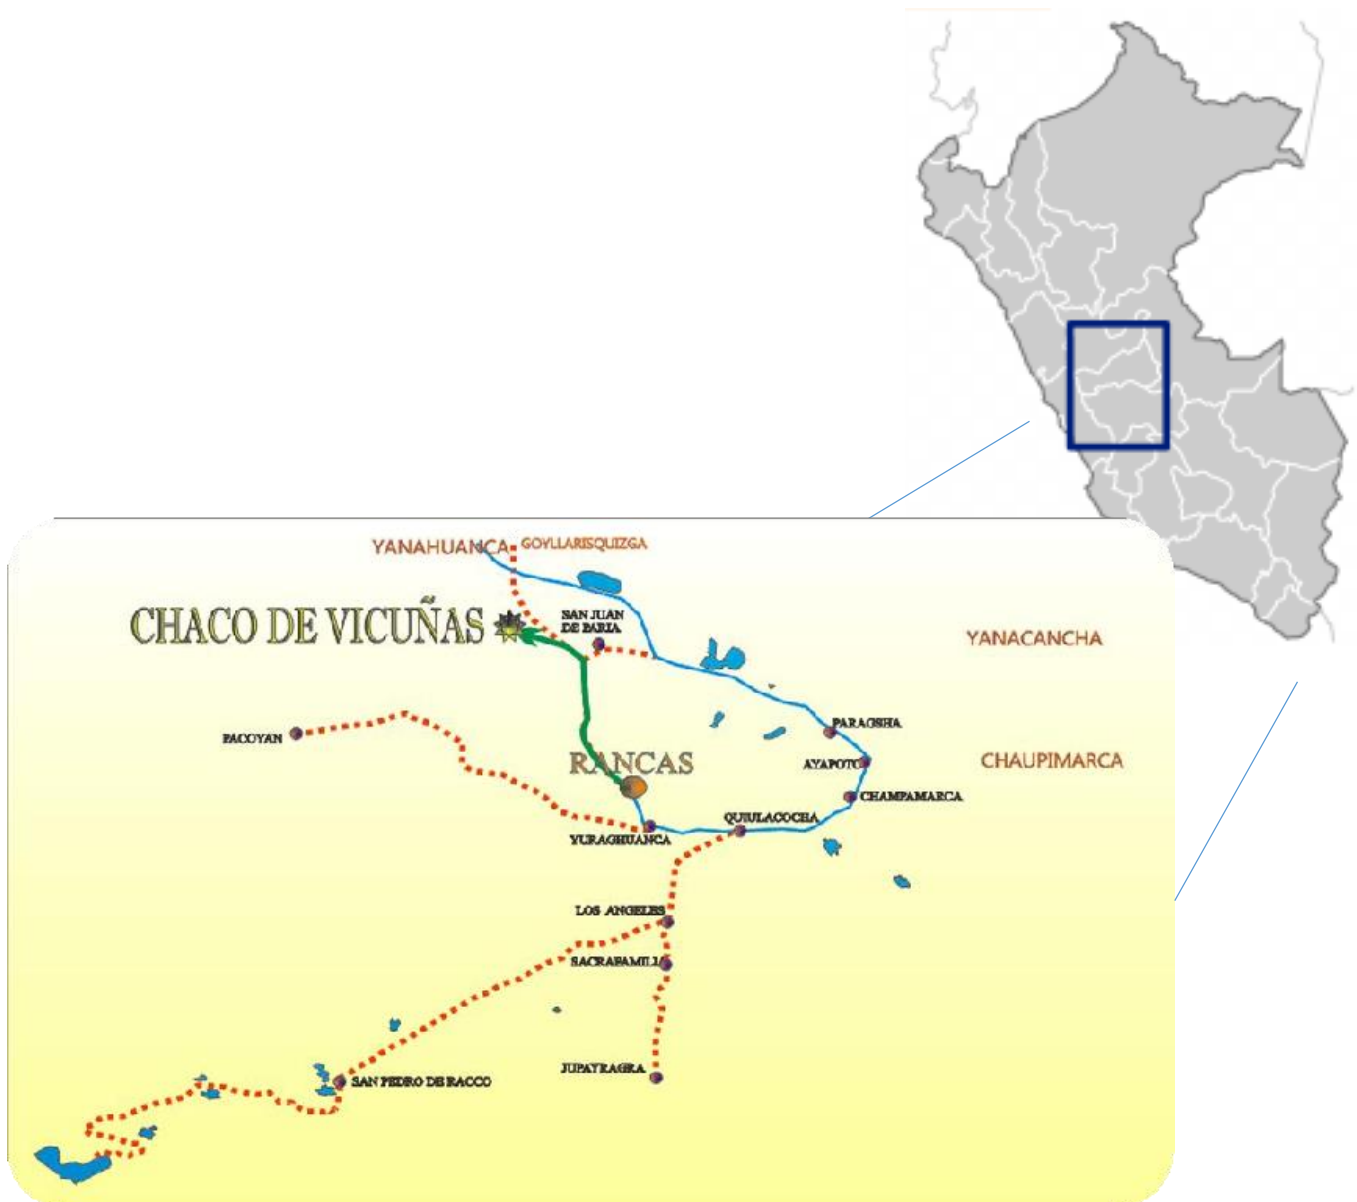 YANAHUANCA
GOYLLARISQUIZGA
CHACO DE VICUÑAS
SAN JUAN
DE PARIA
YANACANCHA
PARAGSHA
PACOYAN
RANCAS
AYAPOTO
CHAUPIMARCA
CHAMPAMARCA
QUIULACOCHA
YURAGHUANCA
LOS ANGELES
SACRAFAMILIA
JUPAYRAGRA
SAN PEDRO DE RACCO